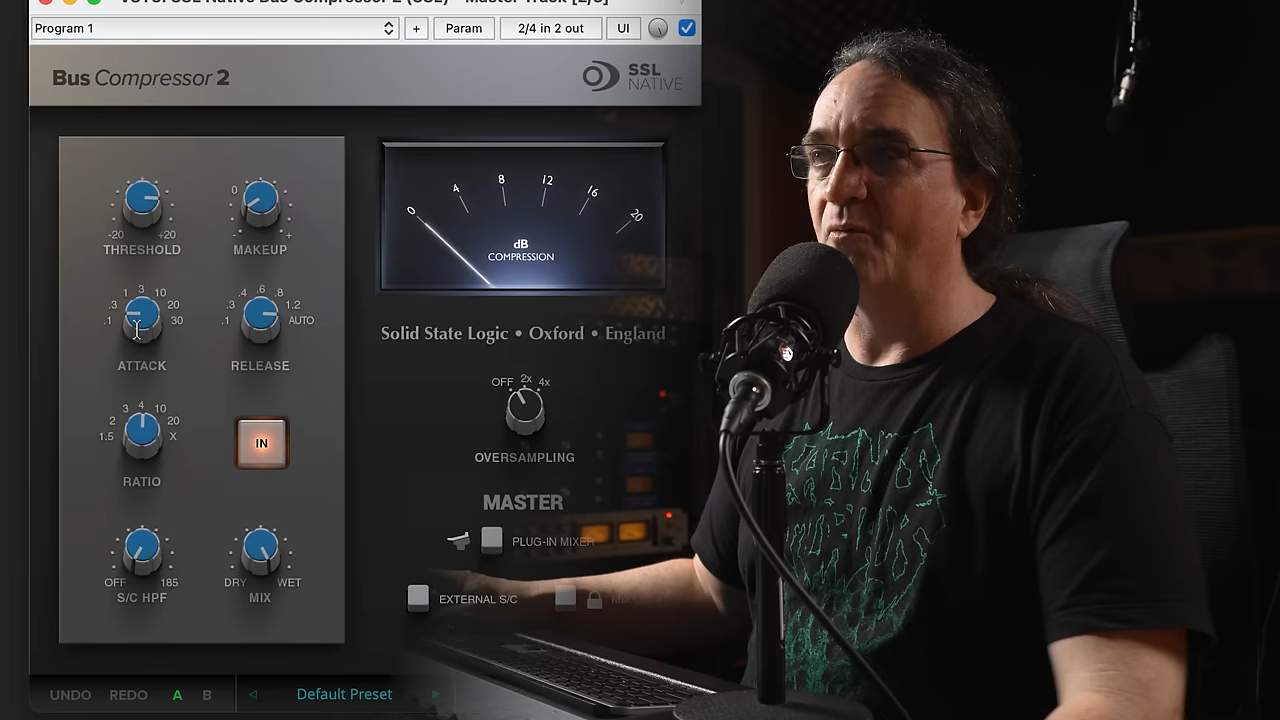 Program 1
+
Param
2/4 in 2 out
UI
Bus Compressor 2
SSL
NATIVE
THRESHOLD
-20 +20
MAKEUP
0
- +
ATTACK
.1 .3 1 3 10 20 30
RELEASE
.1 .3 .4 .6 .8 1.2 AUTO
RATIO
1.5 2 3 4 10 20 X
IN
OFF 185
S/C HPF
DRY WET
MIX
0 4 8 12 16 20
dB
COMPRESSION
Solid State Logic • Oxford • England
OFF 2x 4x
OVERSAMPLING
MASTER
PLUG-IN MIXER
EXTERNAL S/C
UNDO REDO A B
Default Preset